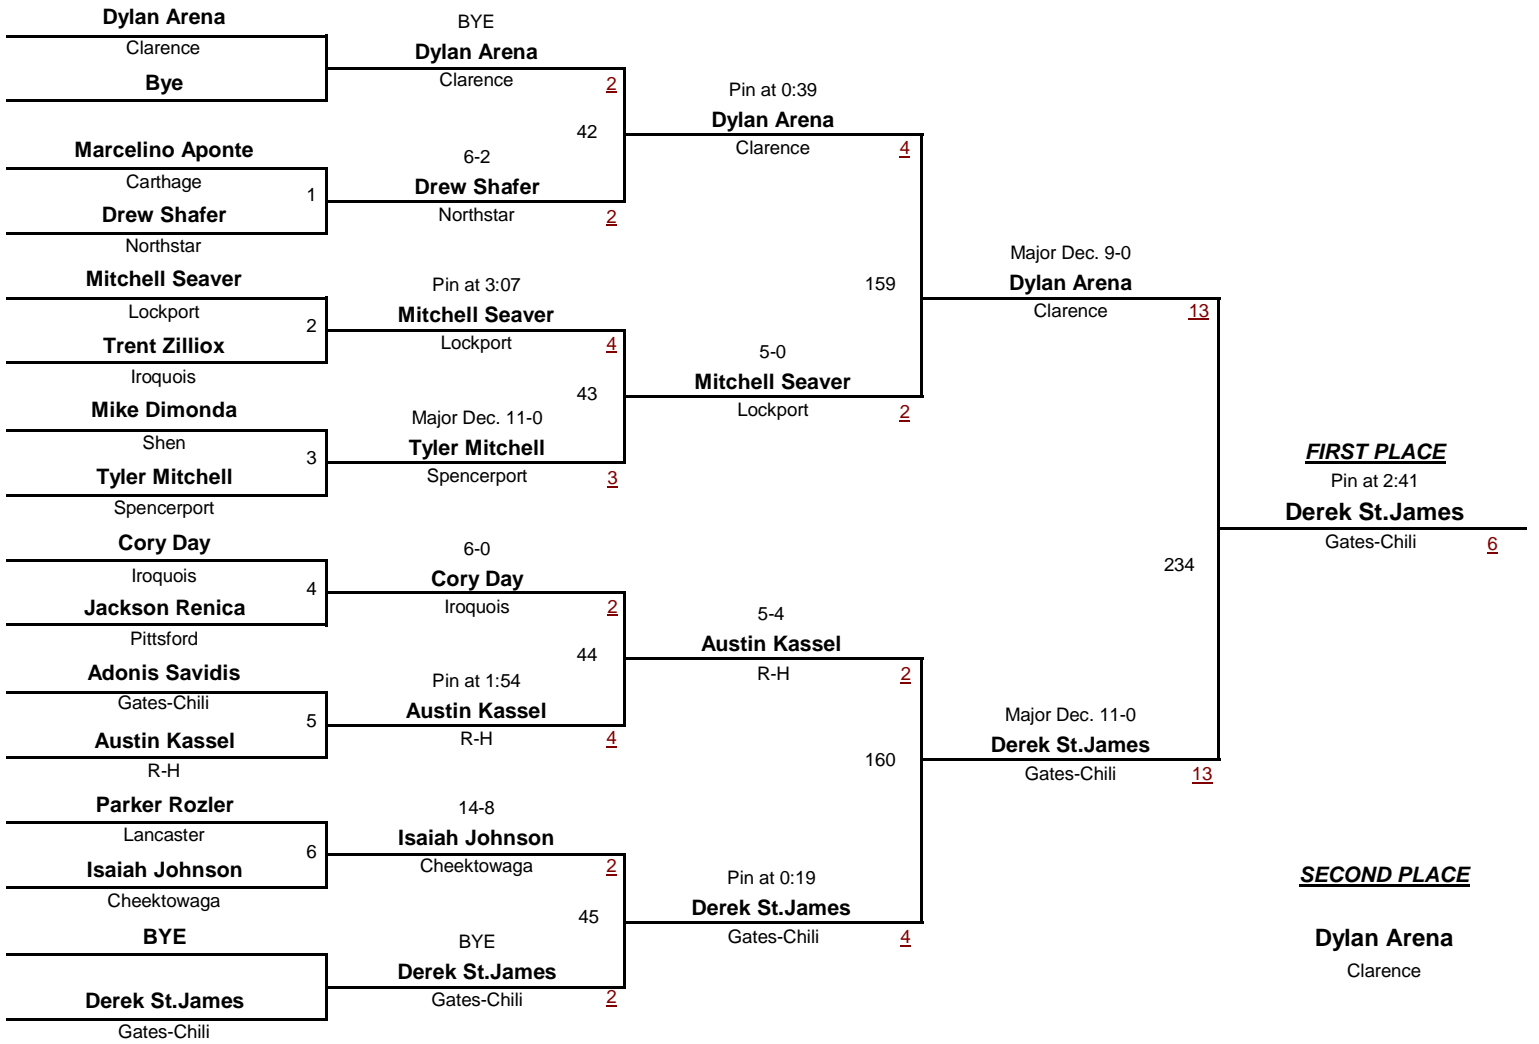 Dylan Arena
Clarence
Bye
Marcelino Aponte
Carthage
1
Drew Shafer
Northstar
Mitchell Seaver
Lockport
2
Trent Zilliox
Iroquois
Mike Dimonda
Shen
3
Tyler Mitchell
Spencerport
Cory Day
Iroquois
4
Jackson Renica
Pittsford
Adonis Savidis
Gates-Chili
5
Austin Kassel
R-H
Parker Rozler
Lancaster
6
Isaiah Johnson
Cheektowaga
BYE
Derek St.James
Gates-Chili
BYE
Dylan Arena
Clarence
2
42
6-2
Drew Shafer
Northstar
2
Pin at 3:07
Mitchell Seaver
Lockport
4
43
Major Dec. 11-0
Tyler Mitchell
Spencerport
3
6-0
Cory Day
Iroquois
2
44
Pin at 1:54
Austin Kassel
R-H
4
14-8
Isaiah Johnson
Cheektowaga
2
45
BYE
Derek St.James
Gates-Chili
2
Pin at 0:39
Dylan Arena
Clarence
4
159
5-0
Mitchell Seaver
Lockport
2
5-4
Austin Kassel
R-H
2
160
Pin at 0:19
Derek St.James
Gates-Chili
4
Major Dec. 9-0
Dylan Arena
Clarence
13
234
Major Dec. 11-0
Derek St.James
Gates-Chili
13
FIRST PLACE
Pin at 2:41
Derek St.James
Gates-Chili
6
SECOND PLACE
Dylan Arena
Clarence